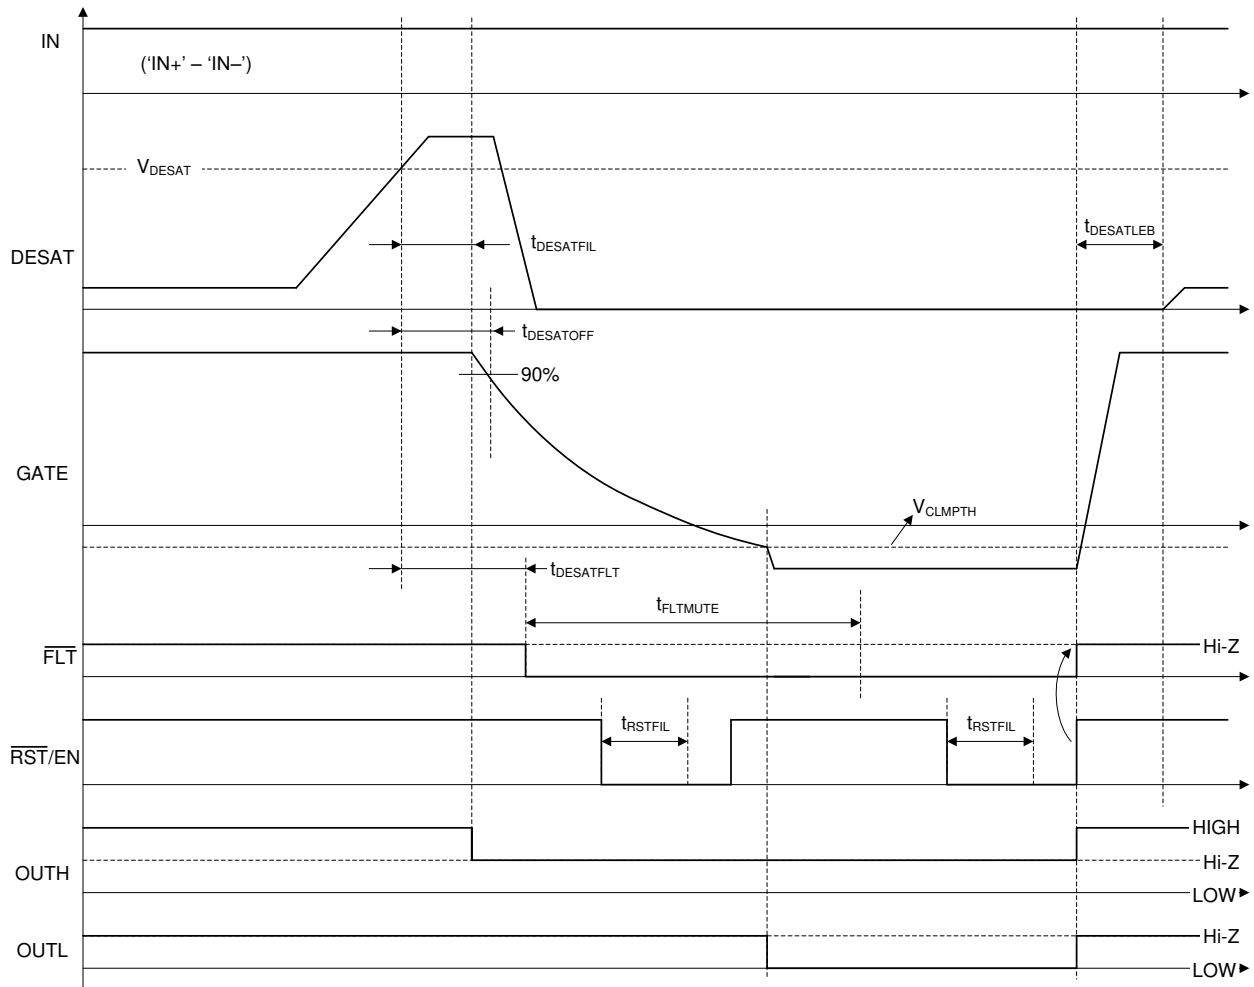 IN
('IN+' – 'IN–')
VDESAT
tDESATFIL
tDESATLEB
DESAT
tDESATOFF
90%
GATE
VCLMPTH
tDESATFLT
tFLTMUTE
FLT
Hi-Z
tRSTFIL
tRSTFIL
RST/EN
HIGH
Hi-Z
OUTH
LOW
Hi-Z
OUTL
LOW